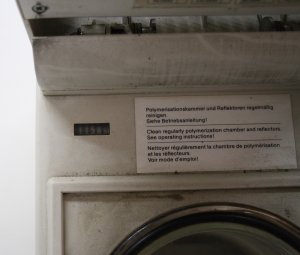 Polymerisationskammer und Reflektoren regelmäßig
reinigen.
Siehe Betriebsanleitung!
Clean regularly polymerization chamber and reflectors.
See operating instructions!
Nettoyer régulièrement la chambre de polymérisation
et les réflecteurs.
Voir mode d'emploi!